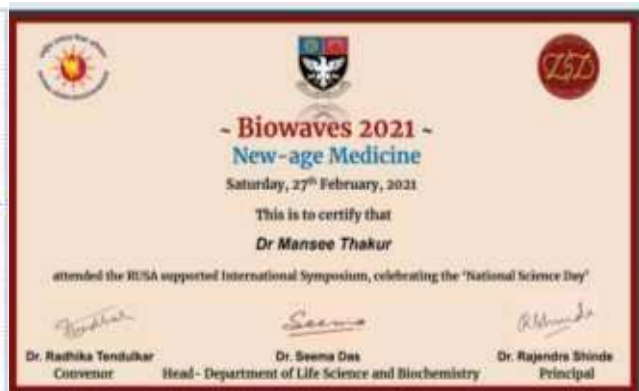 ~ Biowaves 2021 ~
New-age Medicine
Saturday, 27th February, 2021
This is to certify that
Dr Mansee Thakur
attended the RUSA supported International Symposium, celebrating the 'National Science Day'
Seema
Dr. Radhika Tendulkar
Dr. Seema Das
Dr. Rajendra Shinde
Convenor
Head- Department of Life Science and Biochemistry
Principal